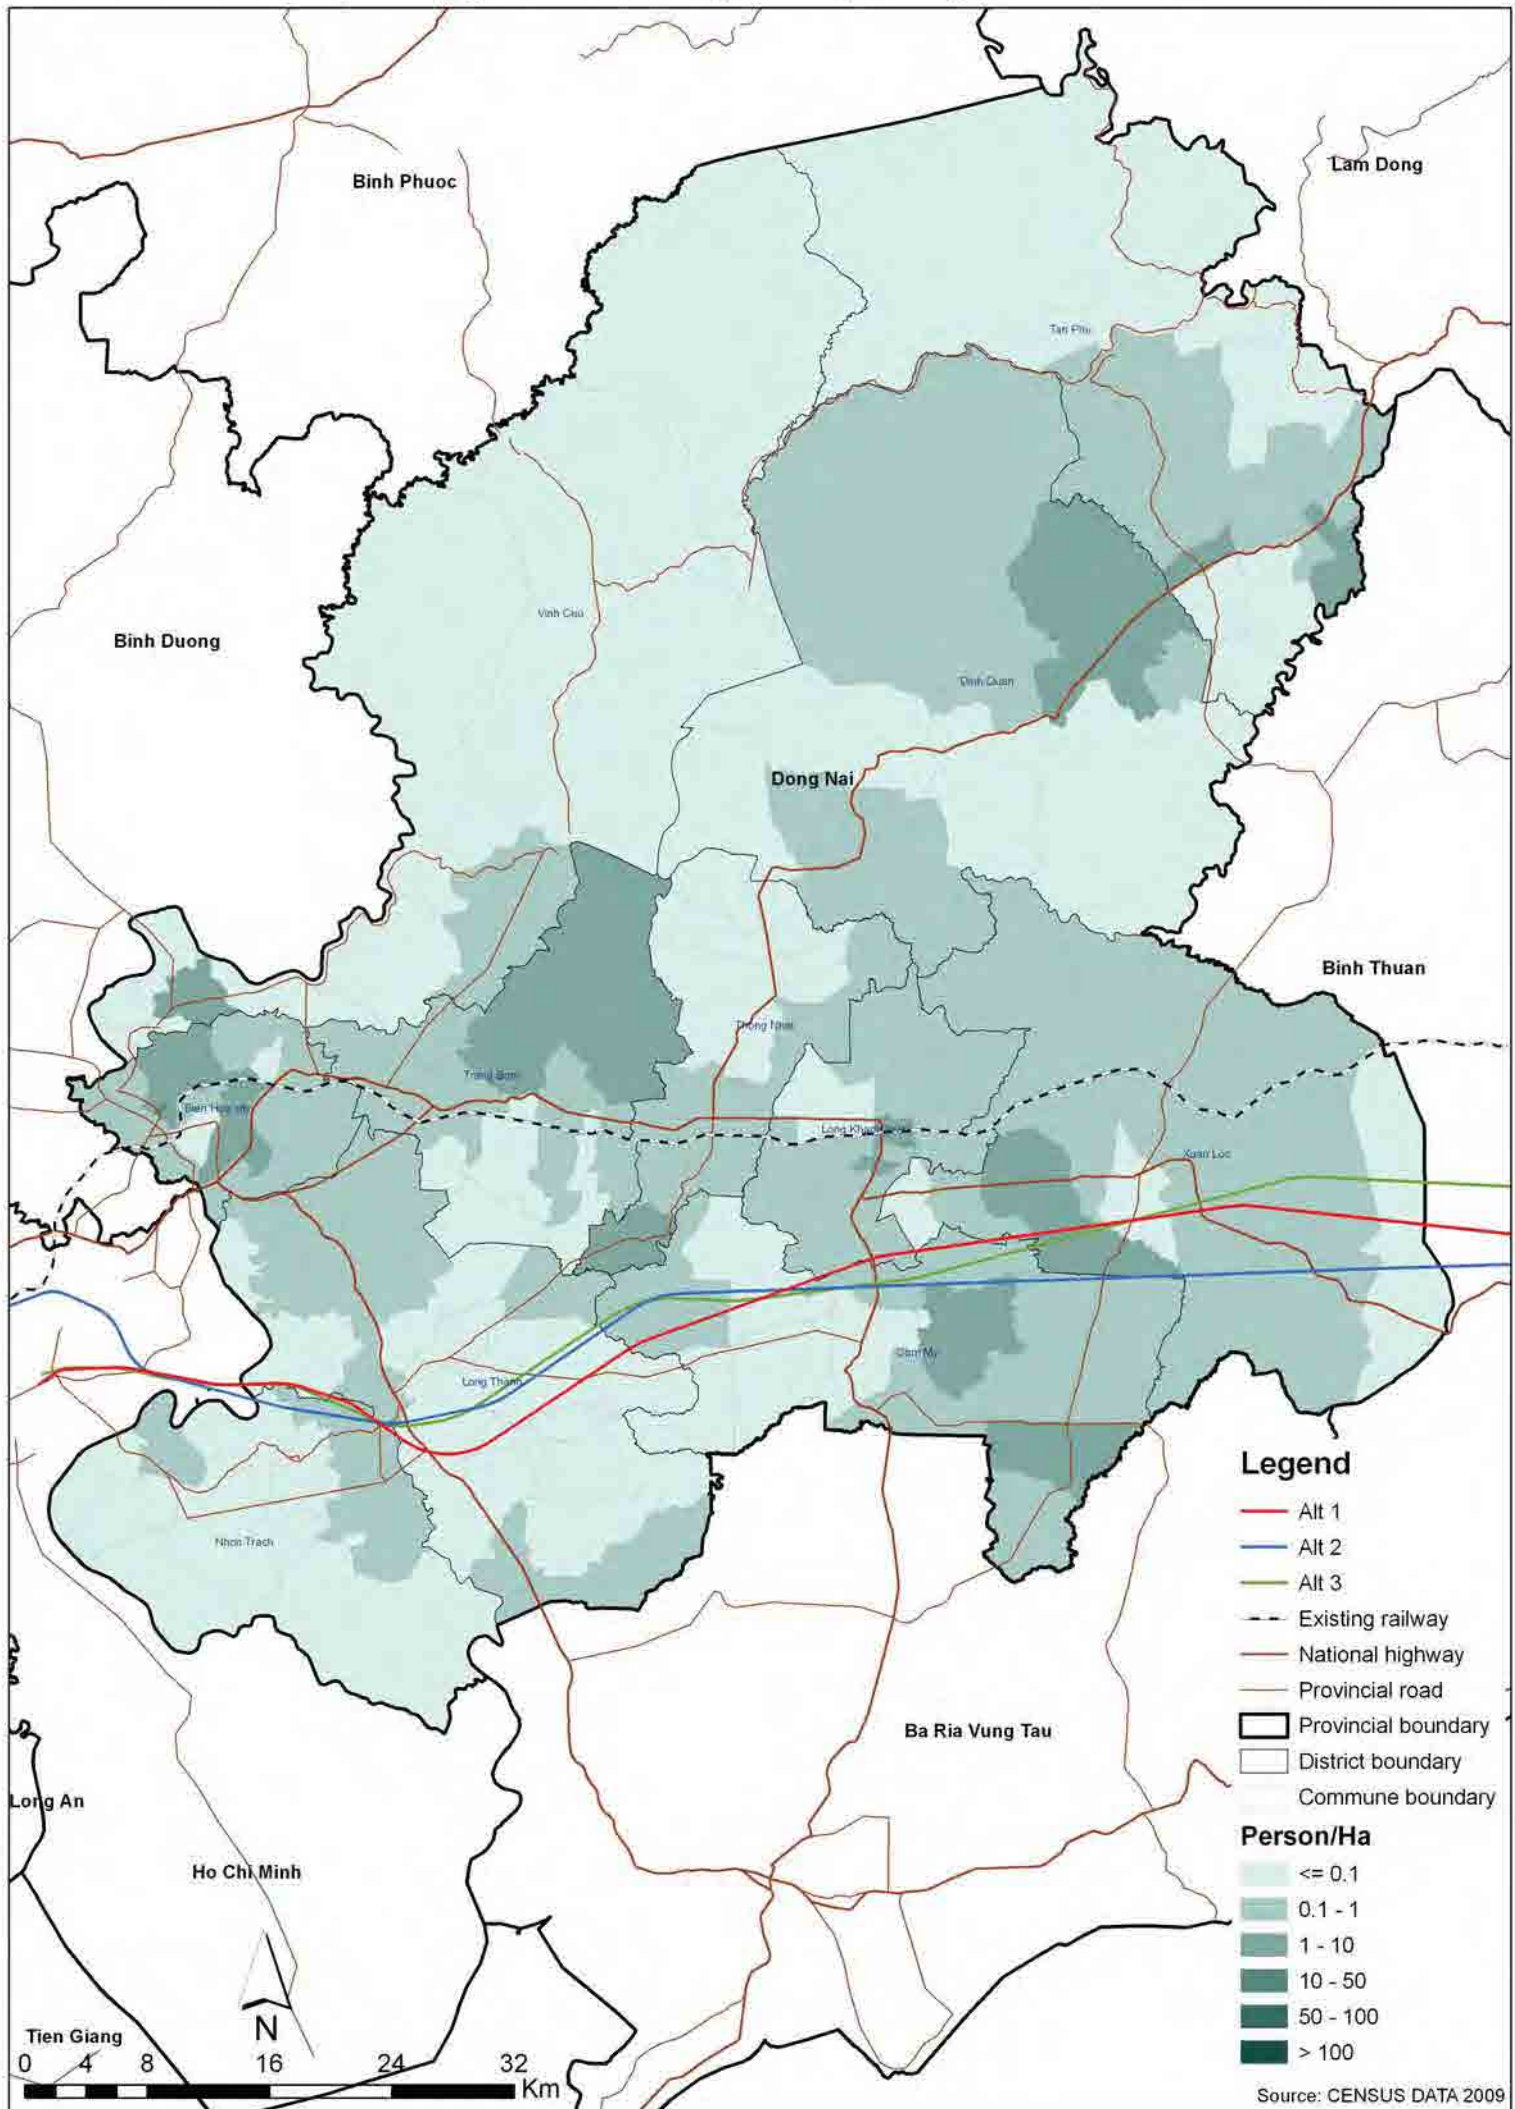 Binh Phuoc
Lam Dong
Tan Phu
Vinh Cuu
Binh Duong
Dinh Quan
Dong Nai
Binh Thuan
Thong Nhat
Trang Bom
Bien Hoa
Long Khanh
Xuan Loc
Cam My
Long Thanh
Nhon Trach
Legend
Alt 1
Alt 2
Alt 3
Existing railway
National highway
Provincial road
Provincial boundary
District boundary
Commune boundary
Ba Ria Vung Tau
Long An
Ho Chi Minh
Person/Ha
<= 0.1
0.1 - 1
1 - 10
10 - 50
50 - 100
> 100
N
Tien Giang
0 4 8 16 24 32
Km
Source: CENSUS DATA 2009